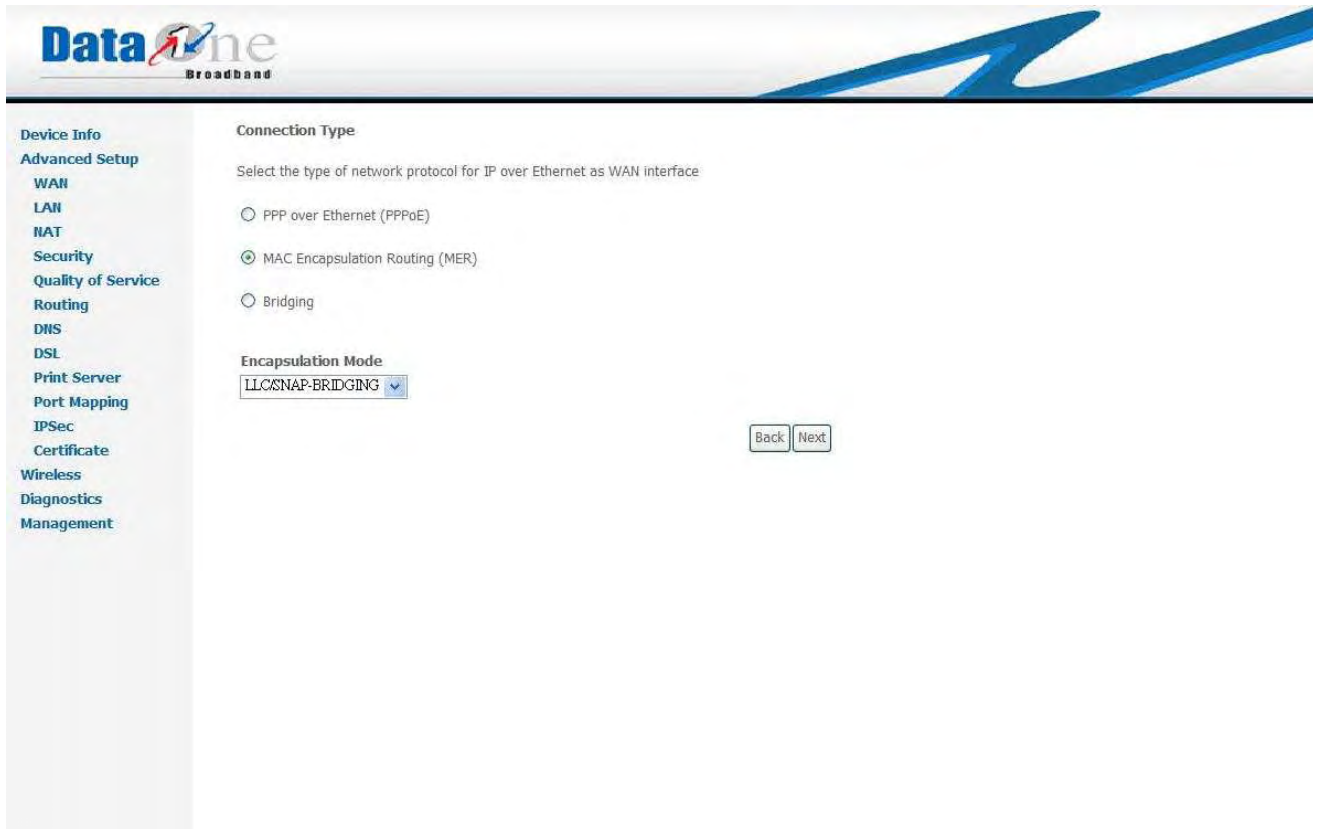 Data One
Broadband
Device Info
Advanced Setup
WAN
LAN
NAT
Security
Quality of Service
Routing
DNS
DSL
Print Server
Port Mapping
IPSec
Certificate
Wireless
Diagnostics
Management
Connection Type
Select the type of network protocol for IP over Ethernet as WAN interface
PPP over Ethernet (PPPoE)
MAC Encapsulation Routing (MER)
Bridging
Encapsulation Mode
LLC/SNAP-BRIDGING
Back Next